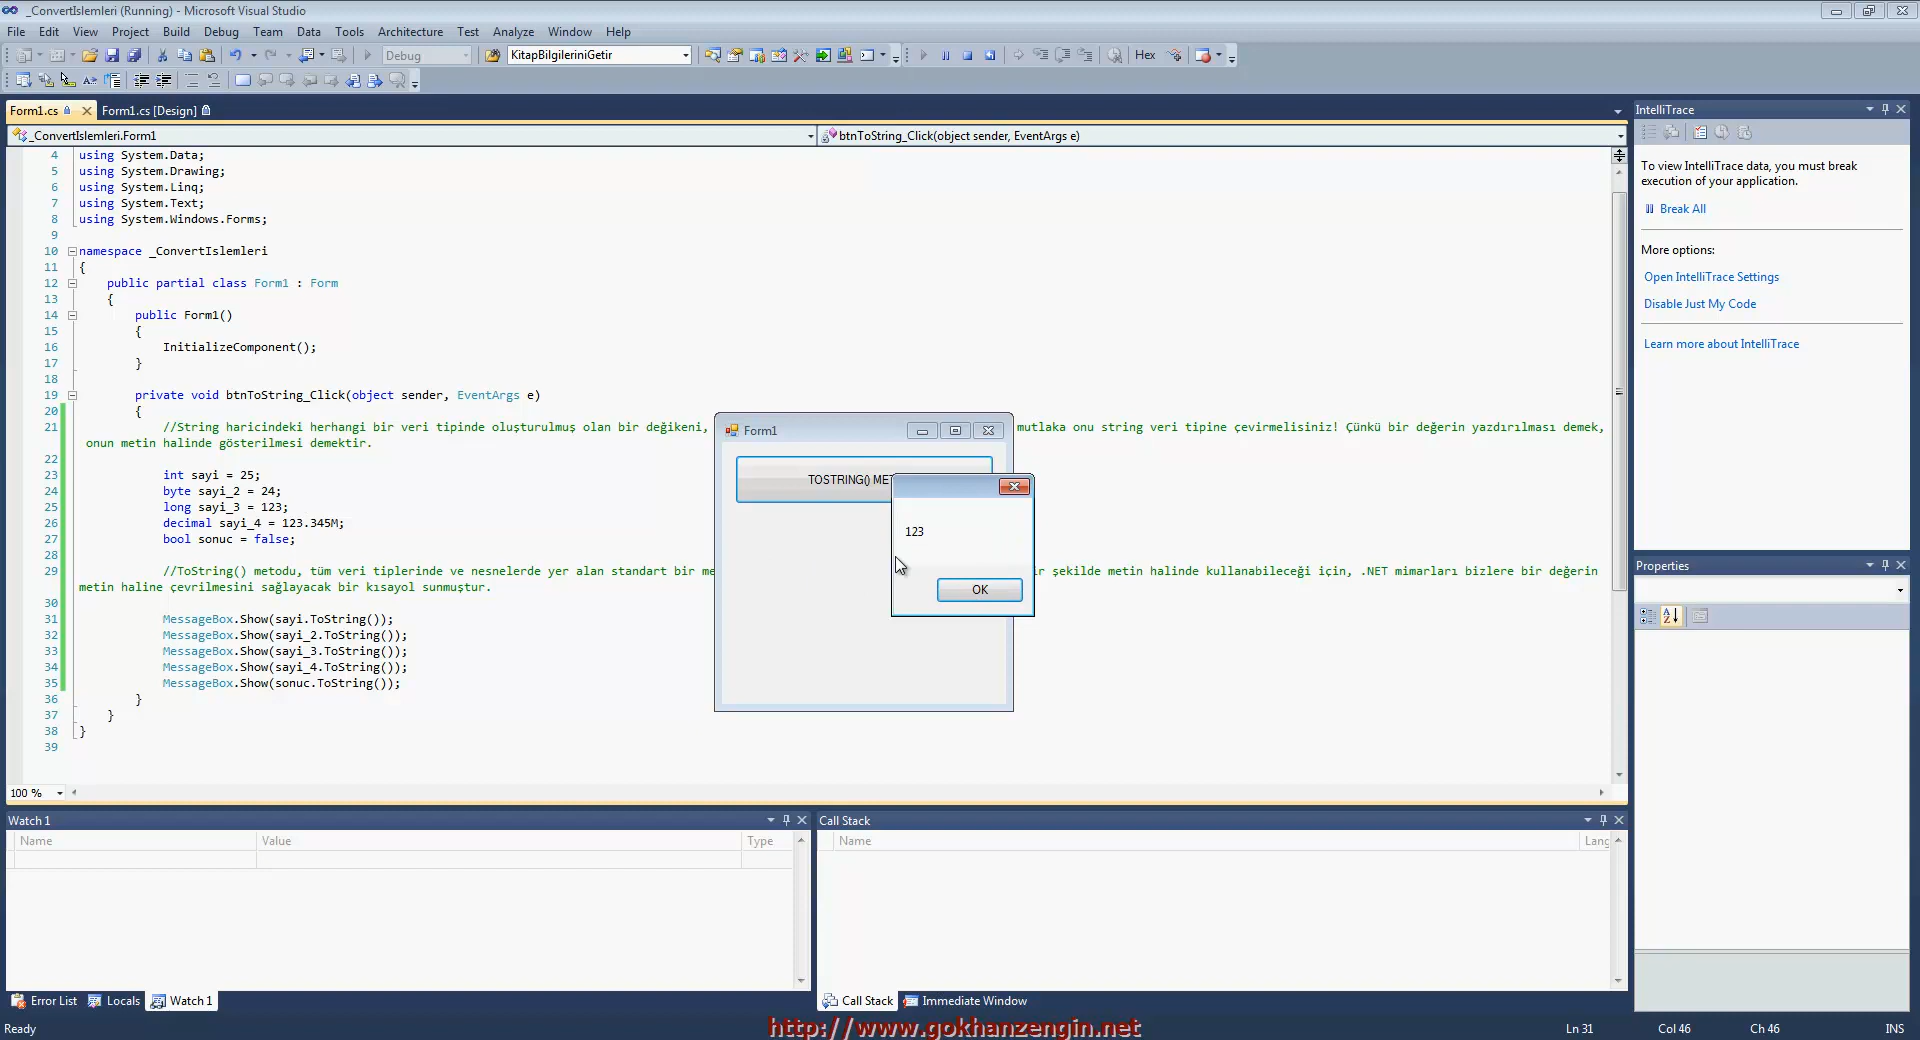 _ConvertIslemleri (Running) - Microsoft Visual Studio
File Edit View Project Build Debug Team Data Tools Architecture Test Analyze Window Help
Debug KitapBilgileriniGetir Hex
Form1.cs Form1.cs [Design]
_ConvertIslemleri.Form1 btnToString_Click(object sender, EventArgs e)
4 using System.Data;
5 using System.Drawing;
6 using System.Linq;
7 using System.Text;
8 using System.Windows.Forms;
9
10 namespace _ConvertIslemleri
11 {
12 public partial class Form1 : Form
13 {
14 public Form1()
15 {
16 InitializeComponent();
17 }
18
19 private void btnToString_Click(object sender, EventArgs e)
20 {
21 //String haricindeki herhangi bir veri tipinde oluşturulmuş olan bir değikeni, mutlaka onu string veri tipine çevirmelisiniz! Çünkü bir değerin yazdırılması demek,
onun metin halinde gösterilmesi demektir.
22
23 int sayi = 25;
24 byte sayi_2 = 24;
25 long sayi_3 = 123;
26 decimal sayi_4 = 123.345M;
27 bool sonuc = false;
28
29 //ToString() metodu, tüm veri tiplerinde ve nesnelerde yer alan standart bir şekilde metin halinde kullanabileceği için, .NET mimarları bizlere bir değerin
metin haline çevrilmesini sağlayacak bir kısayol sunmuştur.
30
31 MessageBox.Show(sayi.ToString());
32 MessageBox.Show(sayi_2.ToString());
33 MessageBox.Show(sayi_3.ToString());
34 MessageBox.Show(sayi_4.ToString());
35 MessageBox.Show(sonuc.ToString());
36 }
37 }
38 }
39
100 %
Form1
TOSTRING() MET
123
OK
IntelliTrace
To view IntelliTrace data, you must break
execution of your application.
Break All
More options:
Open IntelliTrace Settings
Disable Just My Code
Learn more about IntelliTrace
Properties
Watch 1
Name Value Type
Call Stack
Name Lang
Error List Locals Watch 1
Call Stack Immediate Window
Ready
http://www.gokhanzengin.net
Ln 31 Col 46 Ch 46 INS